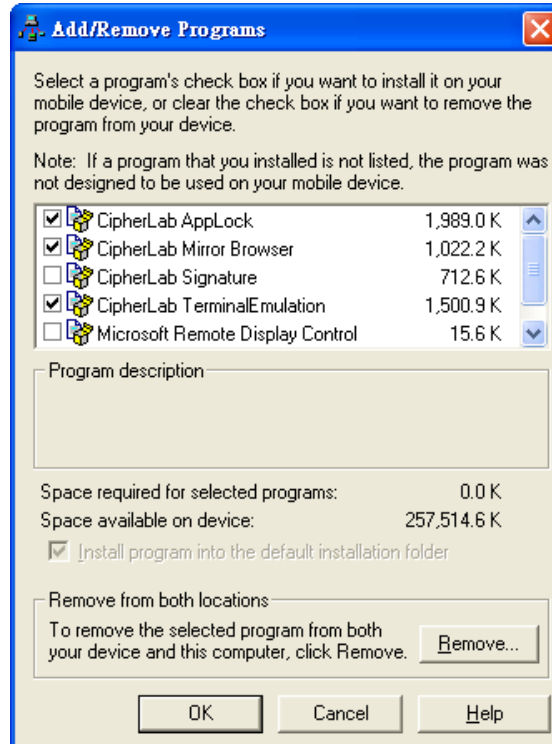 Add/Remove Programs
Select a program's check box if you want to install it on your
mobile device, or clear the check box if you want to remove the
program from your device.
Note: If a program that you installed is not listed, the program was
not designed to be used on your mobile device.
CipherLab AppLock 1,989.0 K
CipherLab Mirror Browser 1,022.2 K
CipherLab Signature 712.6 K
CipherLab TerminalEmulation 1,500.9 K
Microsoft Remote Display Control 15.6 K
Program description
Space required for selected programs: 0.0 K
Space available on device: 257,514.6 K
Install program into the default installation folder
Remove from both locations
To remove the selected program from both
your device and this computer, click Remove.
Remove...
OK Cancel Help